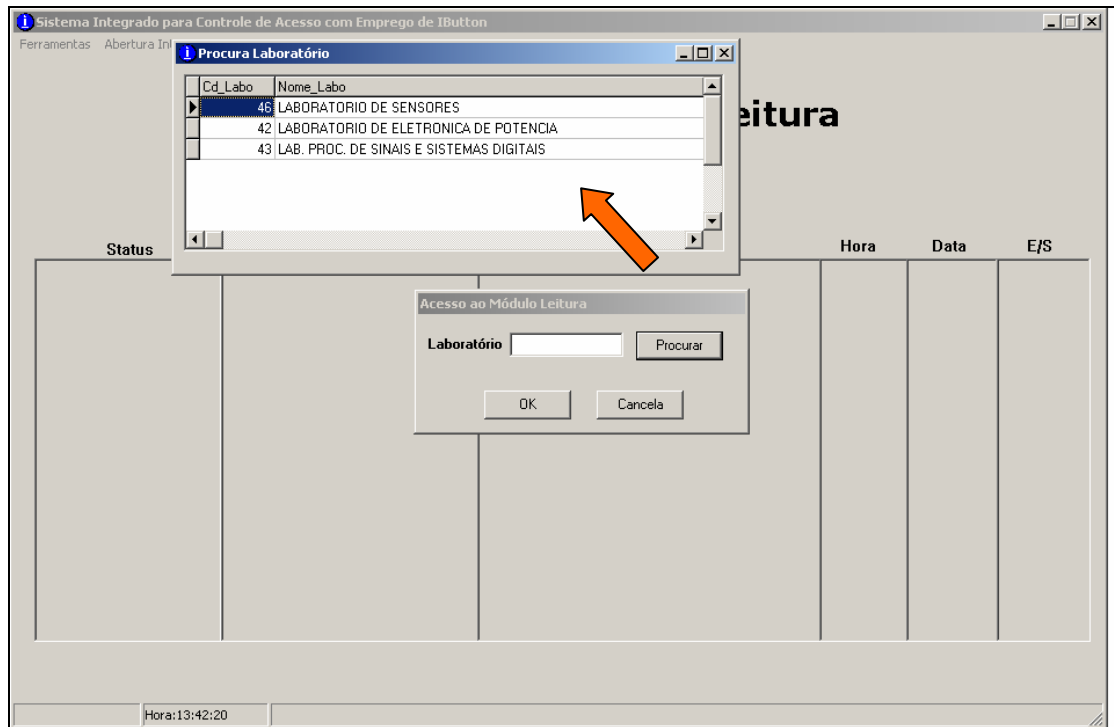 Sistema Integrado para Controle de Acesso com Emprego de IButton
Ferramentas Abertura
Procura Laboratório
Cd_Labo Nome_Labo
46 LABORATORIO DE SENSORES
42 LABORATORIO DE ELETRONICA DE POTENCIA
43 LAB. PROC. DE SINAIS E SISTEMAS DIGITAIS
eitura
Status Hora Data E/S
Acesso ao Módulo Leitura
Laboratório Procurar
OK Cancela
Hora:13:42:20